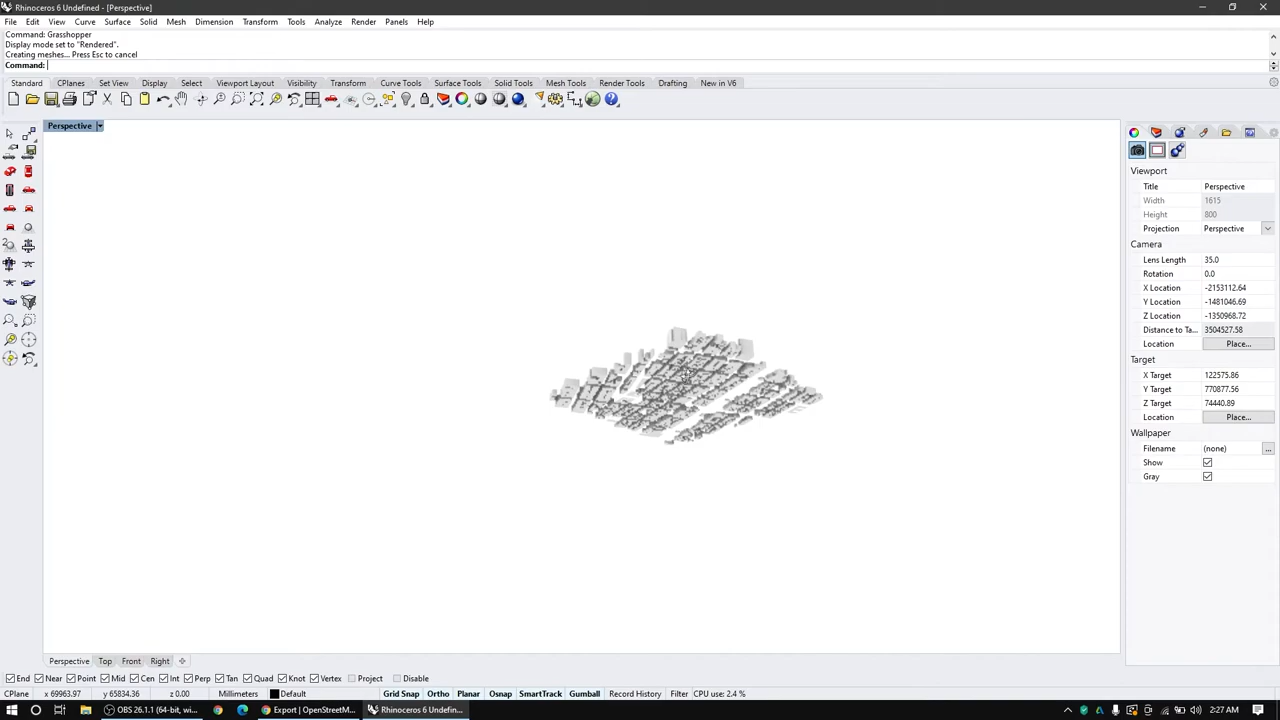 Rhinoceros 6 Undefined - [Perspective]
File Edit View Curve Surface Solid Mesh Dimension Transform Tools Analyze Render Panels Help
Command: Grasshopper
Display mode set to "Rendered".
Creating meshes... Press Esc to cancel
Command:
Standard CPlanes Set View Display Select Viewport Layout Visibility Transform Curve Tools Surface Tools Solid Tools Mesh Tools Render Tools Drafting New in V6
Perspective
Viewport
Title Perspective
Width 1615
Height 800
Projection Perspective
Camera
Lens Length 35.0
Rotation 0.0
X Location -2153112.64
Y Location -1481046.69
Z Location -1350968.72
Distance to Ta... 3504527.58
Location Place...
Target
X Target 122575.86
Y Target 770877.56
Z Target 74440.89
Location Place...
Wallpaper
Filename (none) ...
Show
Gray
Perspective Top Front Right
End Near Point Mid Cen Int Perp Tan Quad Knot Vertex Project Disable
CPlane x 69963.97 y 65834.36 z 0.00 Millimeters Default Grid Snap Ortho Planar Osnap SmartTrack Gumball Record History Filter CPU use: 2.4 %
OBS 26.1.1 (64-bit, wi... Export | OpenStreetM... Rhinoceros 6 Undefin... 2:27 AM